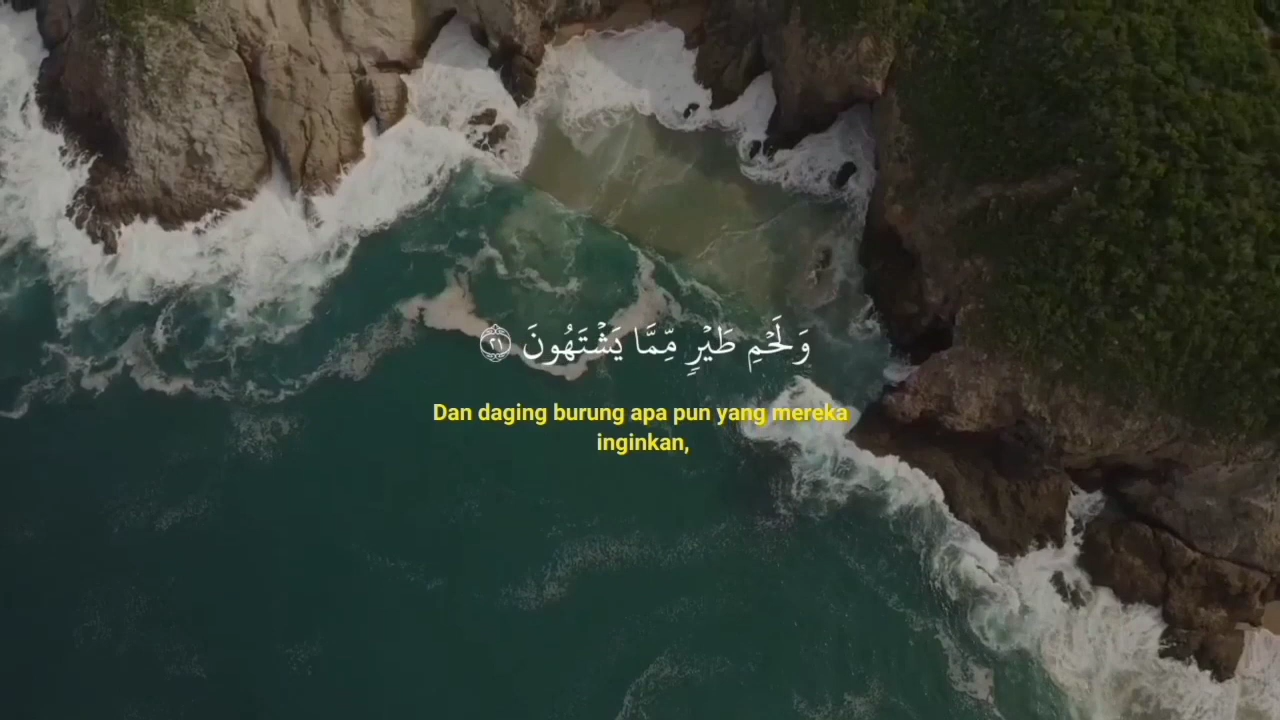 وَلَحْمِ طَيْرٍ مِّمَّا يَشْتَهُونَ ٢١
Dan daging burung apa pun yang mereka
inginkan,